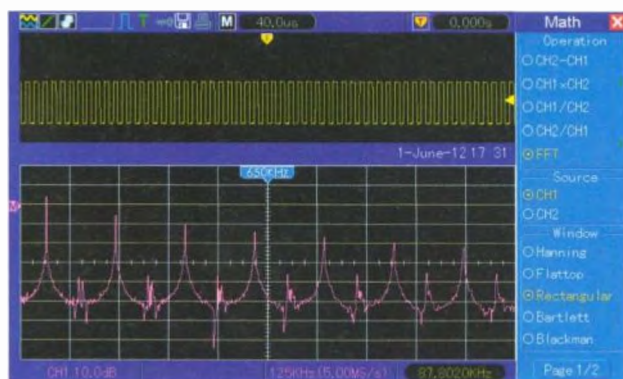 T M 40.0us T 0.000s Math
Operation
CH2-CH1
CH1×CH2
CH1/CH2
CH2/CH1
1-June-12 17:31
FFT
630KHz
Source
M
CH1
CH2
Window
Hanning
Flattop
Rectangular
Bartlett
Blackman
CH1 10.0dB 125KHz(5.00MS/s) 87.8020KHz Page 1/2